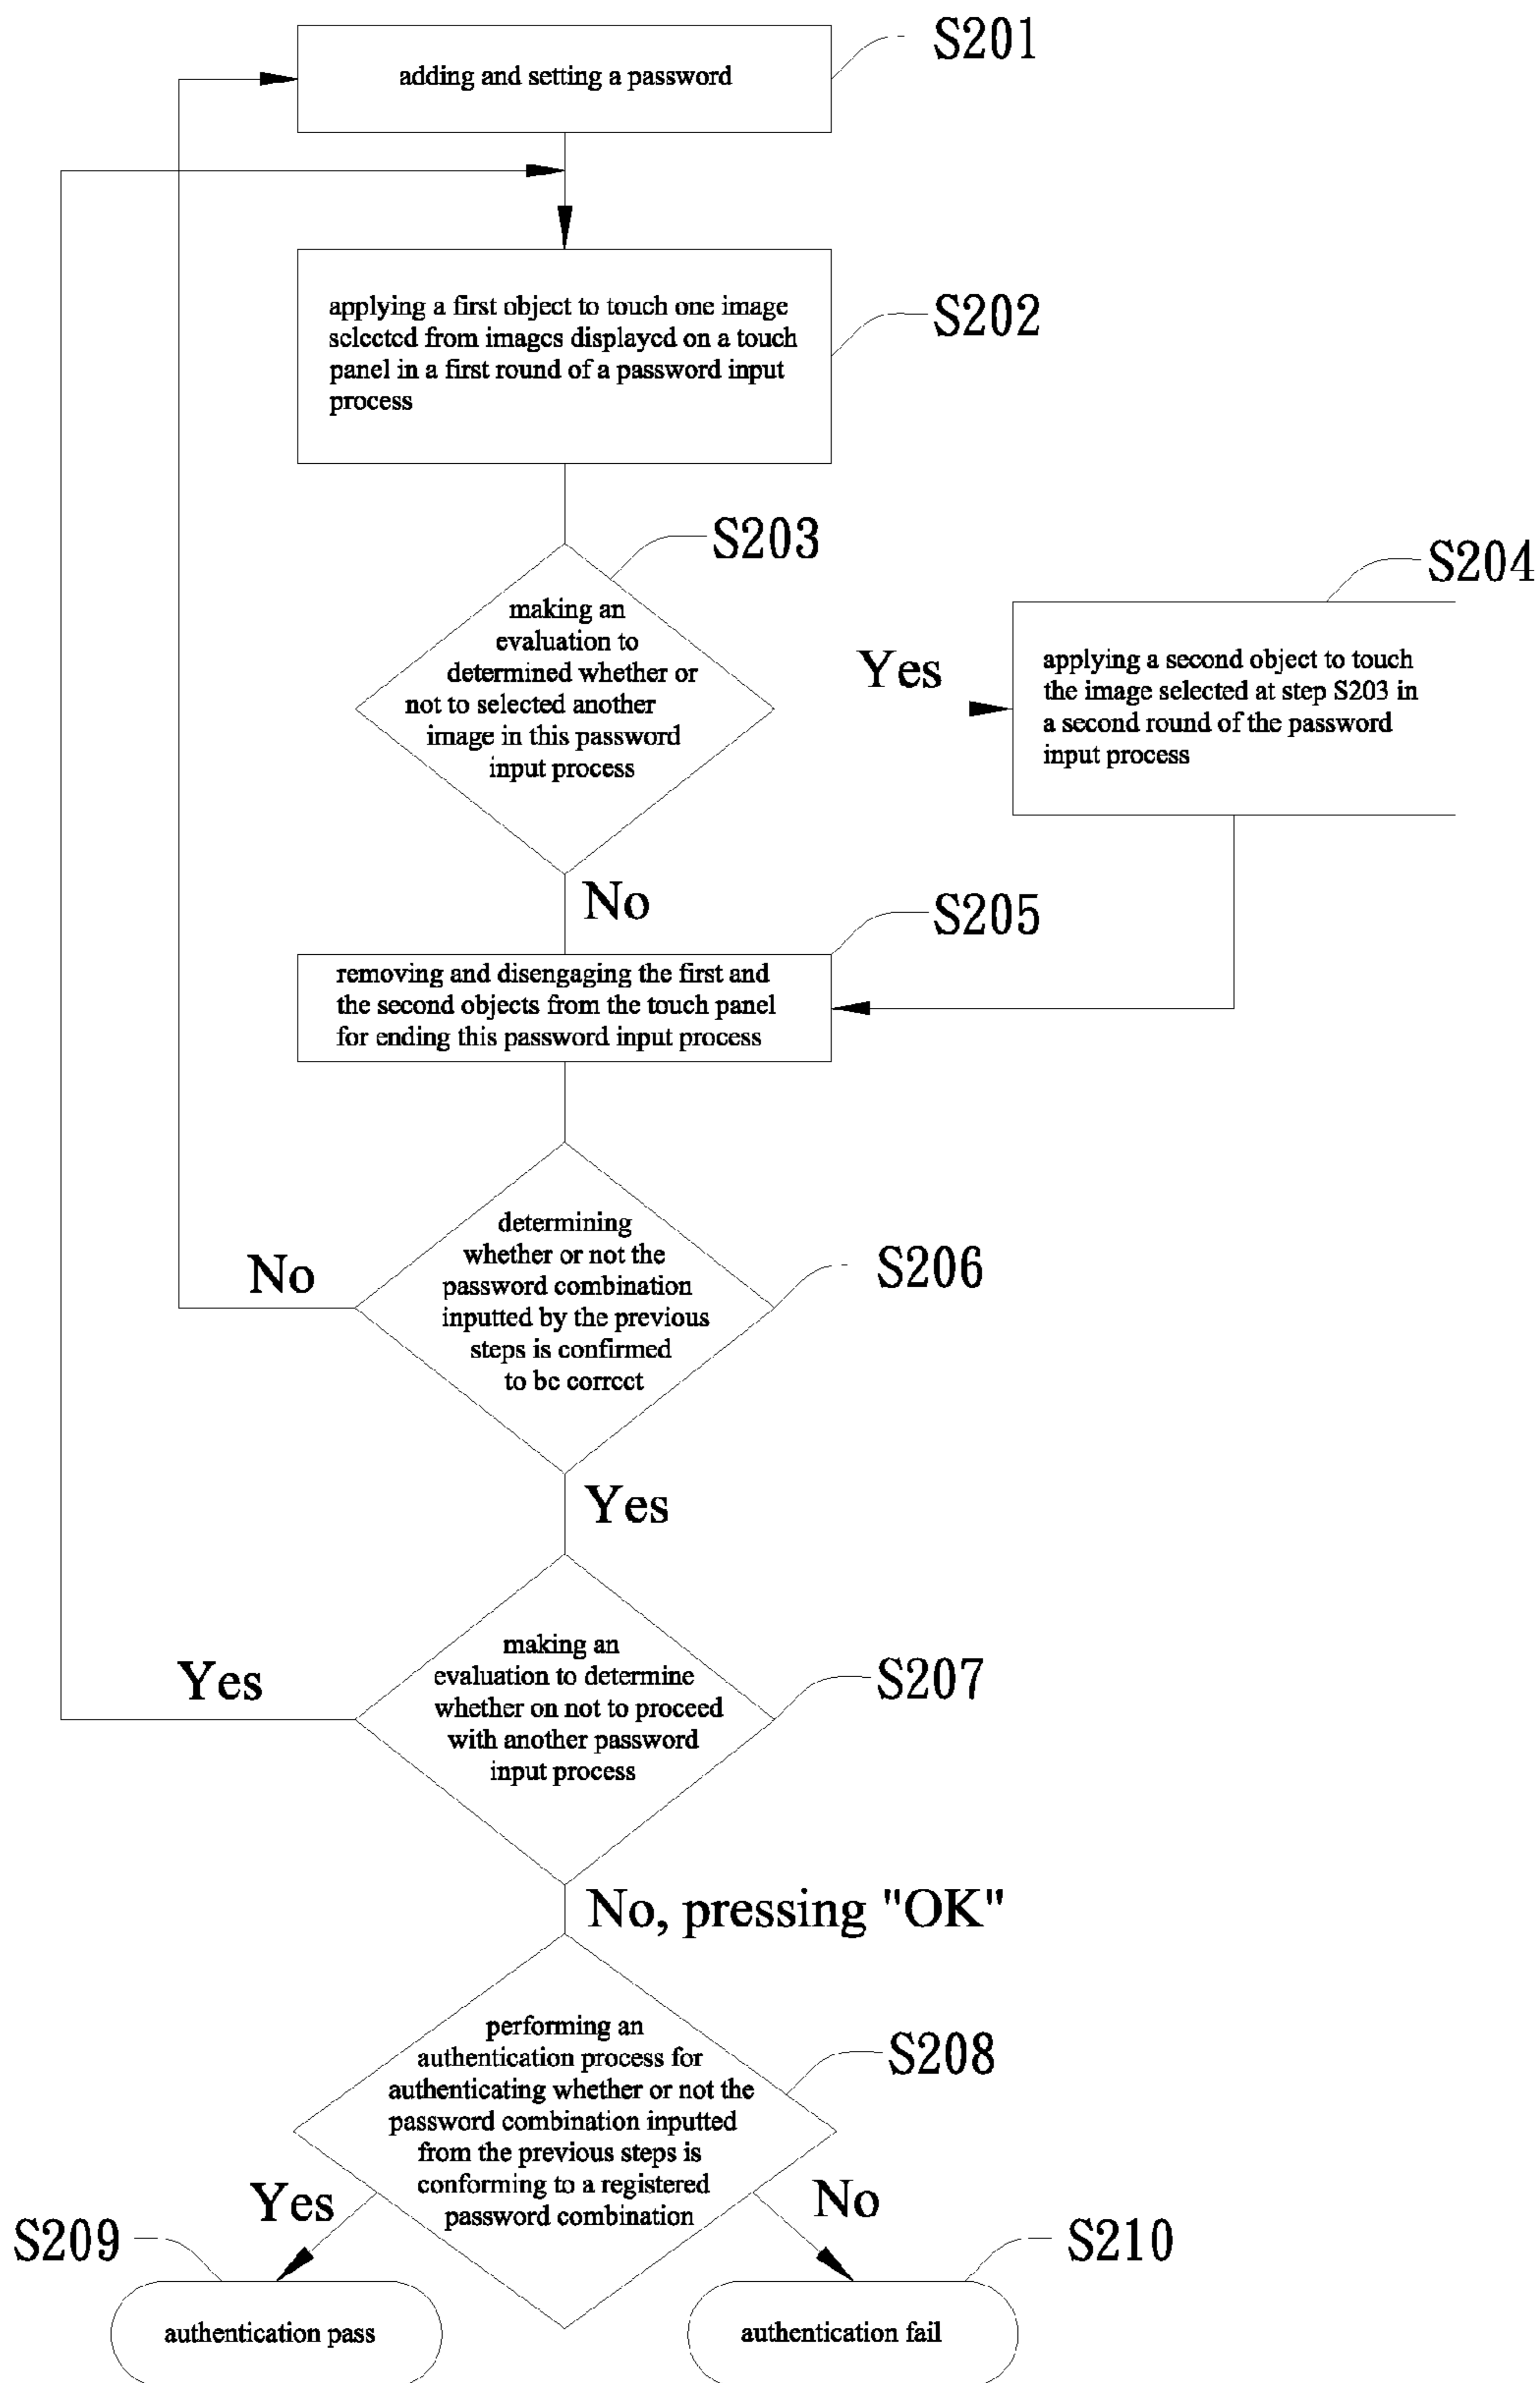 S201
adding and setting a password
S202
applying a first object to touch one image
selected from images displayed on a touch
panel in a first round of a password input
process
S203
making an
evaluation to
determined whether or
not to selected another
image in this password
input process
Yes
S204
applying a second object to touch
the image selected at step S203 in
a second round of the password
input process
No
S205
removing and disengaging the first and
the second objects from the touch panel
for ending this password input process
S206
determining
whether or not the
password combination
inputted by the previous
steps is confirmed
to be correct
No
Yes
S207
making an
evaluation to determine
whether on not to proceed
with another password
input process
Yes
No, pressing "OK"
S208
performing an
authentication process for
authenticating whether or not the
password combination inputted
from the previous steps is
conforming to a registered
password combination
Yes
No
S209
authentication pass
S210
authentication fail